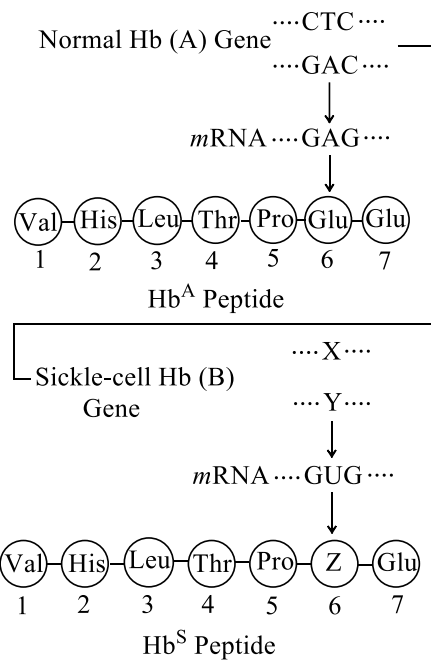 ····CTC····
Normal Hb (A) Gene
····GAC····
mRNA ····GAG····
Val His Leu Thr Pro Glu Glu
1 2 3 4 5 6 7
Hb^A Peptide
····X····
Sickle-cell Hb (B)
Gene
····Y····
mRNA ····GUG····
Val His Leu Thr Pro Z Glu
1 2 3 4 5 6 7
Hb^S Peptide